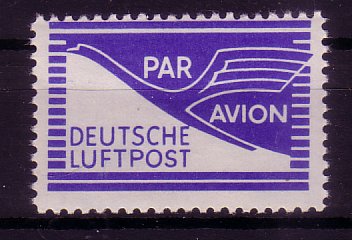 PAR
AVION
DEUTSCHE
LUFTPOST